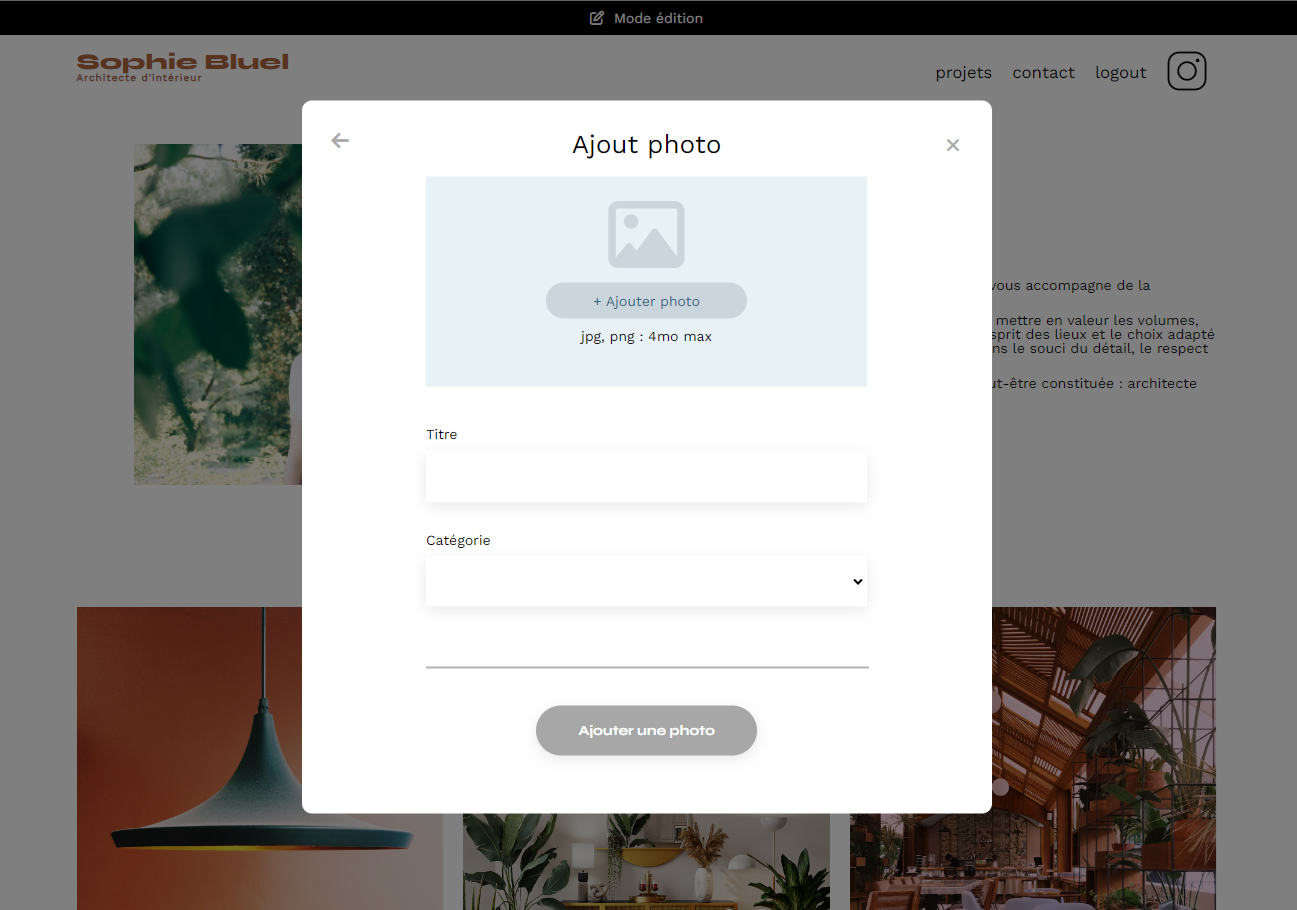 Mode édition
Sophie Bluel
Architecte d'intérieur
projets
contact
logout
Ajout photo
+ Ajouter photo
jpg, png : 4mo max
Titre
Catégorie
Ajouter une photo
vous accompagne de la
mettre en valeur les volumes,
sprit des lieux et le choix adapté
ns le souci du détail, le respect
ut-être constituée : architecte